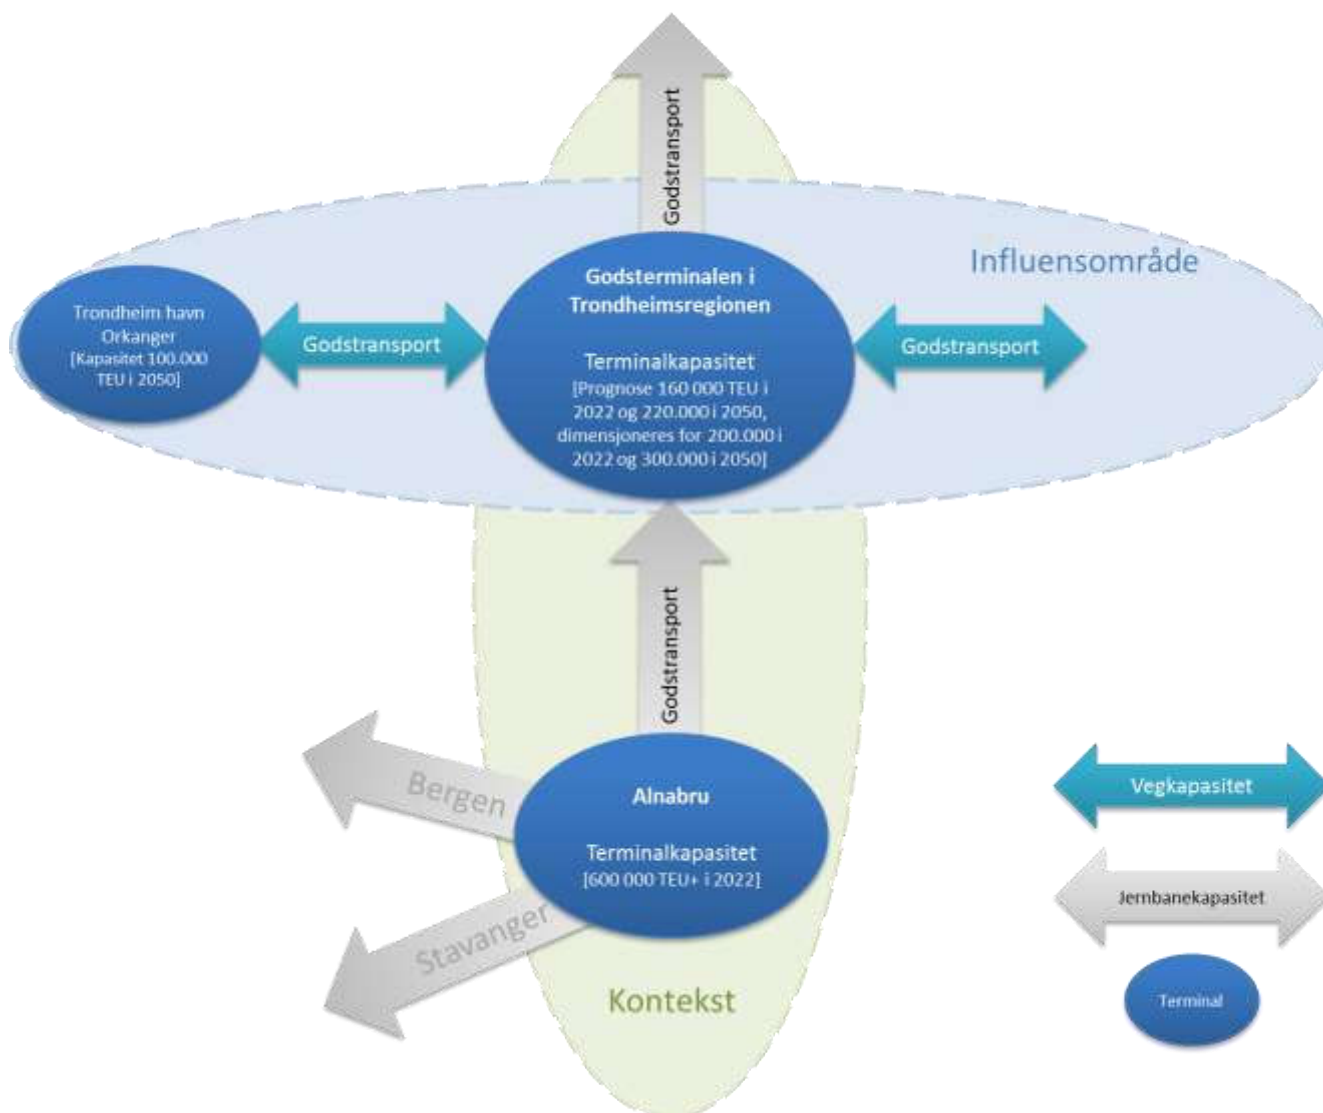 Godstransport
Influensområde
Godsterminalen i
Trondheimsregionen
Terminalkapasitet
[Prognose 160 000 TEU i
2022 og 220.000 i 2050,
dimensjoneres for 200.000 i
2022 og 300.000 i 2050]
Trondheim havn
Orkanger
[Kapasitet 100.000
TEU i 2050]
Godstransport
Godstransport
Godstransport
Bergen
Stavanger
Alnabru
Terminalkapasitet
[600 000 TEU+ i 2022]
Kontekst
Vegkapasitet
Jernbanekapasitet
Terminal